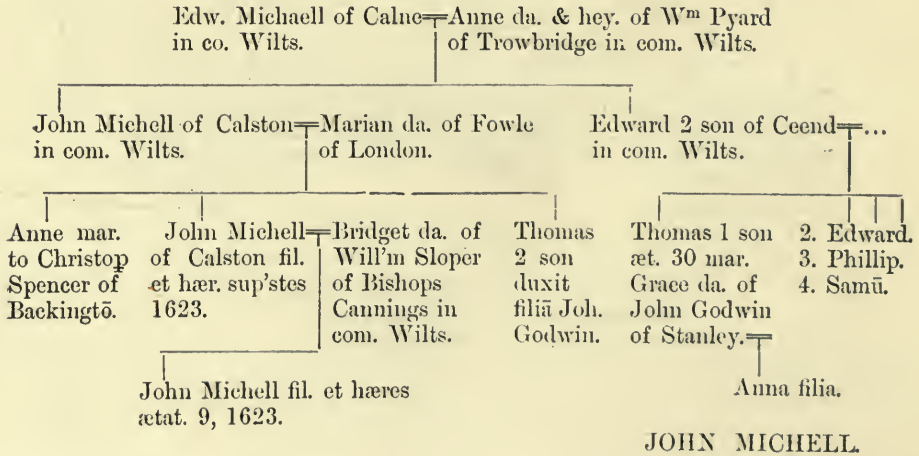 Edw. Michaell of Calne Anne da. & hey. of Wᵐ Pyard
in co. Wilts. of Trowbridge in com. Wilts.
John Michell of Calston Marian da. of Fowle
in com. Wilts. of London.
Edward 2 son of Ceend ...
in com. Wilts.
Anne mar.
to Christop̲
Spencer of
Backingtō.
John Michell
of Calston fil.
et hær. sup'stes
1623.
Bridget da. of
Will'm Sloper
of Bishops
Cannings in
com. Wilts.
Thomas
2 son
duxit
filiā Joh.
Godwin.
Thomas 1 son
æt. 30 mar.
Grace da. of
John Godwin
of Stanley.
2. Edward.
3. Phillip.
4. Samū.
John Michell fil. et hæres
ætat. 9, 1623.
Anna filia.
JOHN MICHELL.